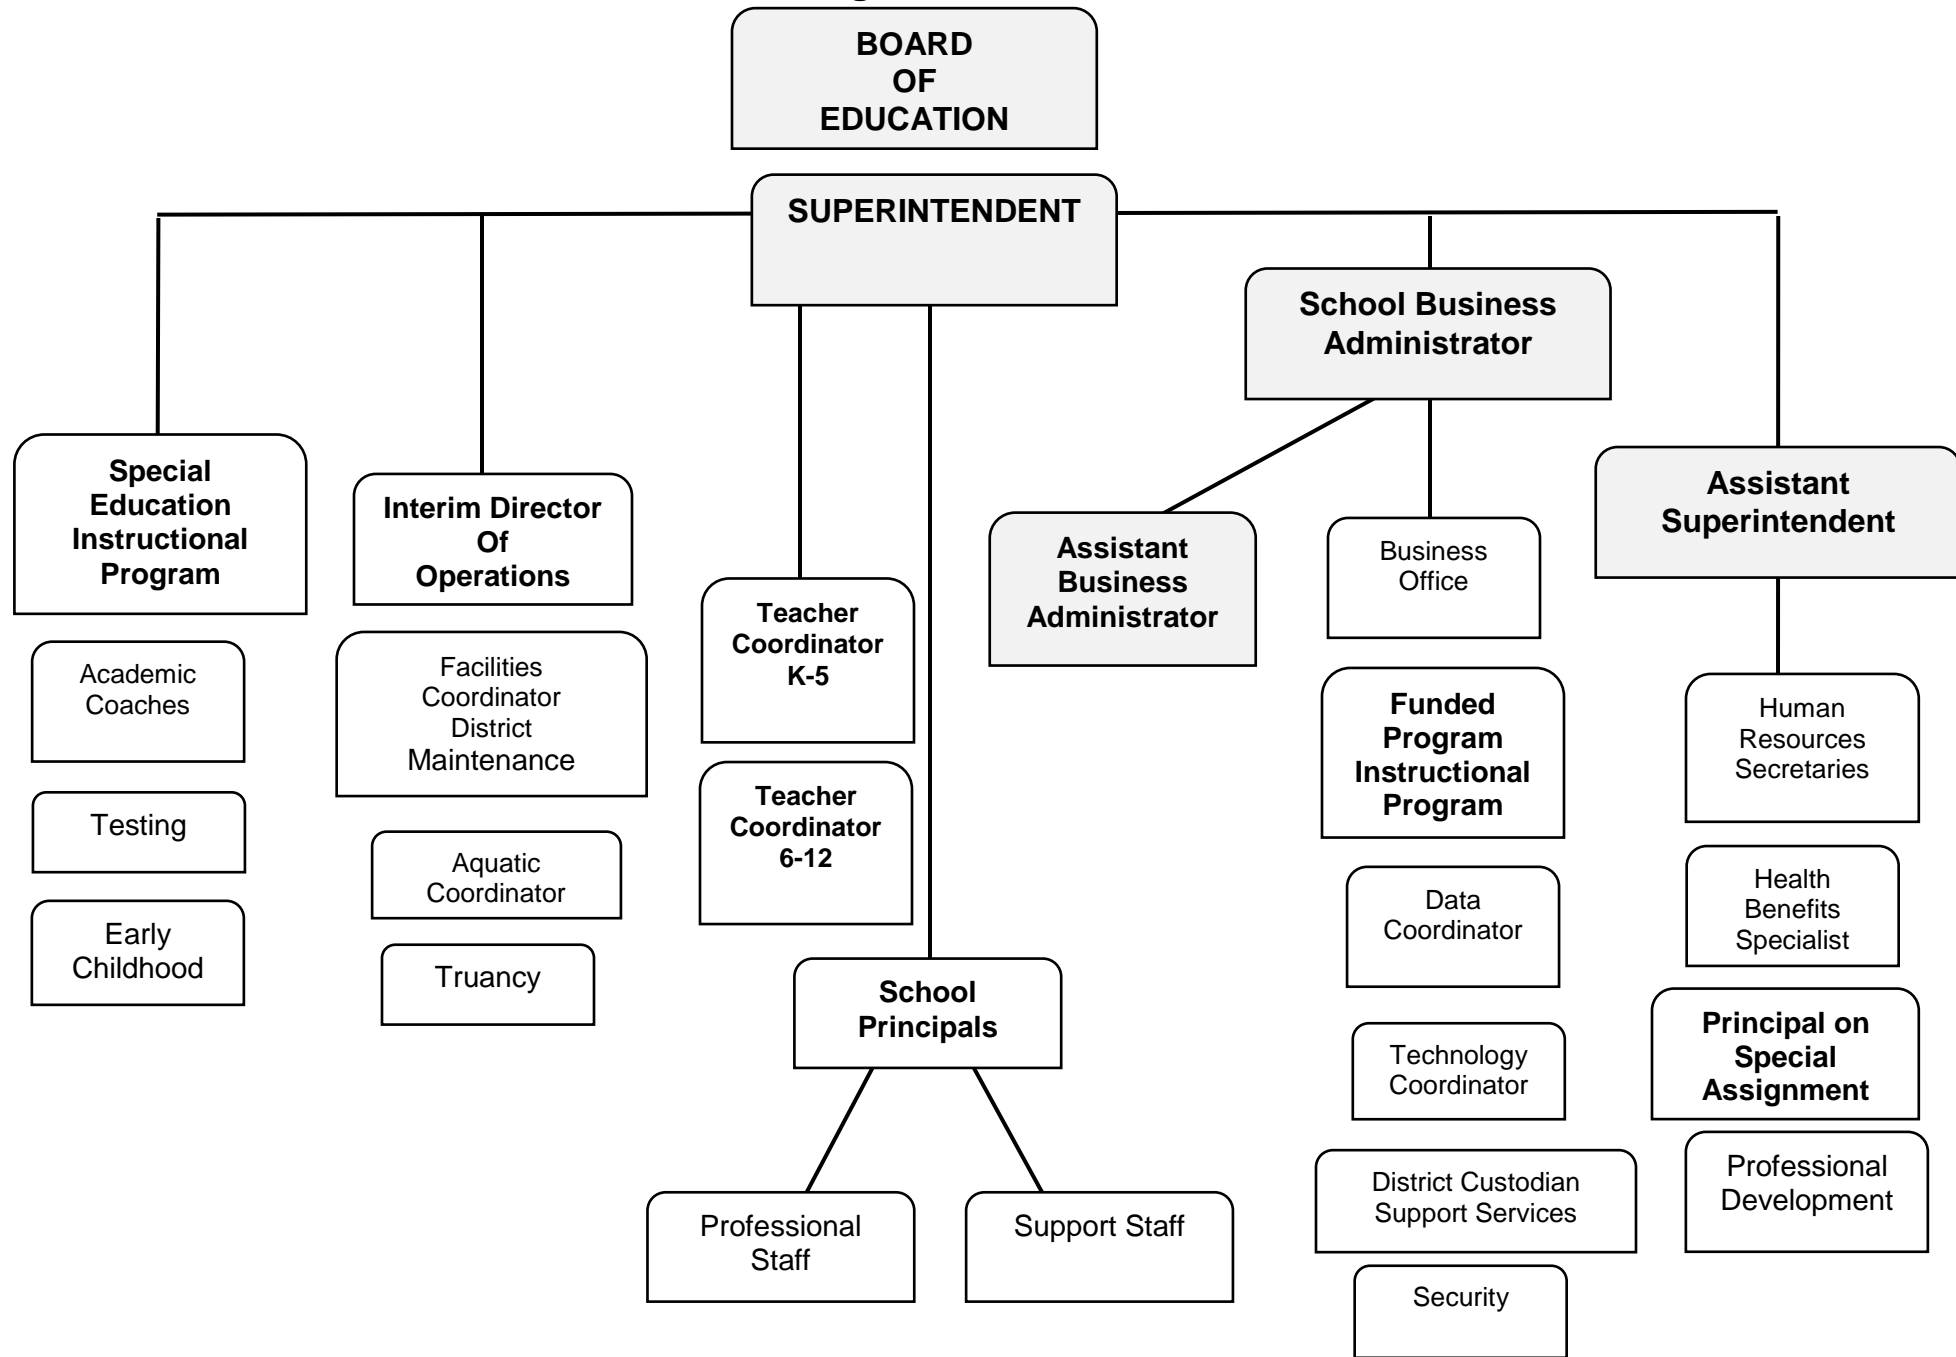 BOARD
OF
EDUCATION
SUPERINTENDENT
School Business
Administrator
Special
Education
Instructional
Program
Interim Director
Of
Operations
Assistant
Superintendent
Assistant
Business
Administrator
Business
Office
Teacher
Coordinator
K-5
Academic
Coaches
Facilities
Coordinator
District
Maintenance
Funded
Program
Instructional
Program
Human
Resources
Secretaries
Testing
Teacher
Coordinator
6-12
Aquatic
Coordinator
Data
Coordinator
Health
Benefits
Specialist
Early
Childhood
Truancy
School
Principals
Technology
Coordinator
Principal on
Special
Assignment
District Custodian
Support Services
Professional
Development
Professional
Staff
Support Staff
Security